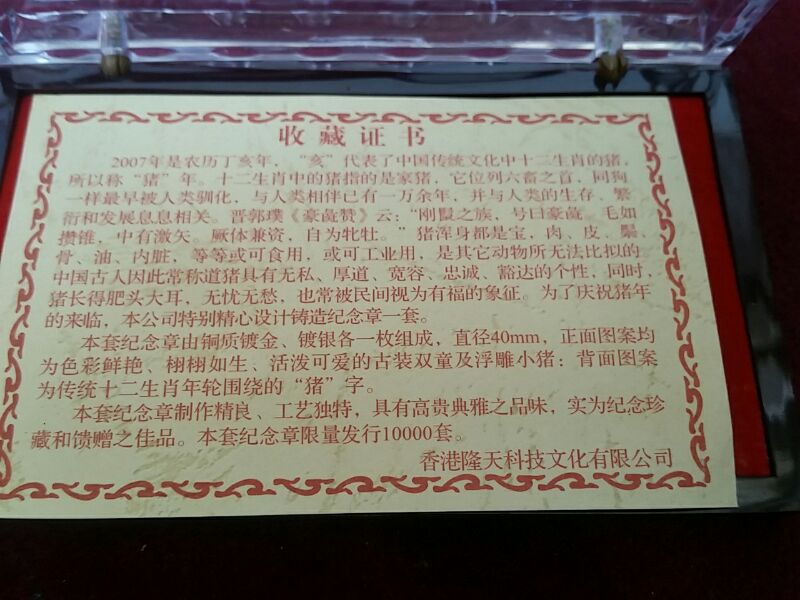 收藏证书
2007年是农历丁亥年，“亥”代表了中国传统文化中十二生肖的猪，
所以称“猪”年。十二生肖中的猪指的是家猪，它位列六畜之首，同狗
一样最早被人类驯化，与人类相伴已有一万余年，并与人类的生存、繁
衍和发展息息相关。晋郭璞《豪彘赞》云：“刚鬣之族，号曰豪彘。毛如
攒锥，中有激矢。厥体兼资，自为牝牡。”猪浑身都是宝，肉、皮、鬃、
骨、油、内脏，等等或可食用，或可工业用，是其它动物所无法比拟的。
中国古人因此常称道猪具有无私、厚道、宽容、忠诚、豁达的个性，同时，
猪长得肥头大耳，无忧无愁，也常被民间视为有福的象征。为了庆祝猪年
的来临，本公司特别精心设计铸造纪念章一套。
本套纪念章由铜质镀金、镀银各一枚组成，直径40mm，正面图案均
为色彩鲜艳、栩栩如生、活泼可爱的古装双童及浮雕小猪：背面图案
为传统十二生肖年轮围绕的“猪”字。
本套纪念章制作精良、工艺独特，具有高贵典雅之品味，实为纪念珍
藏和馈赠之佳品。本套纪念章限量发行10000套。
香港隆天科技文化有限公司